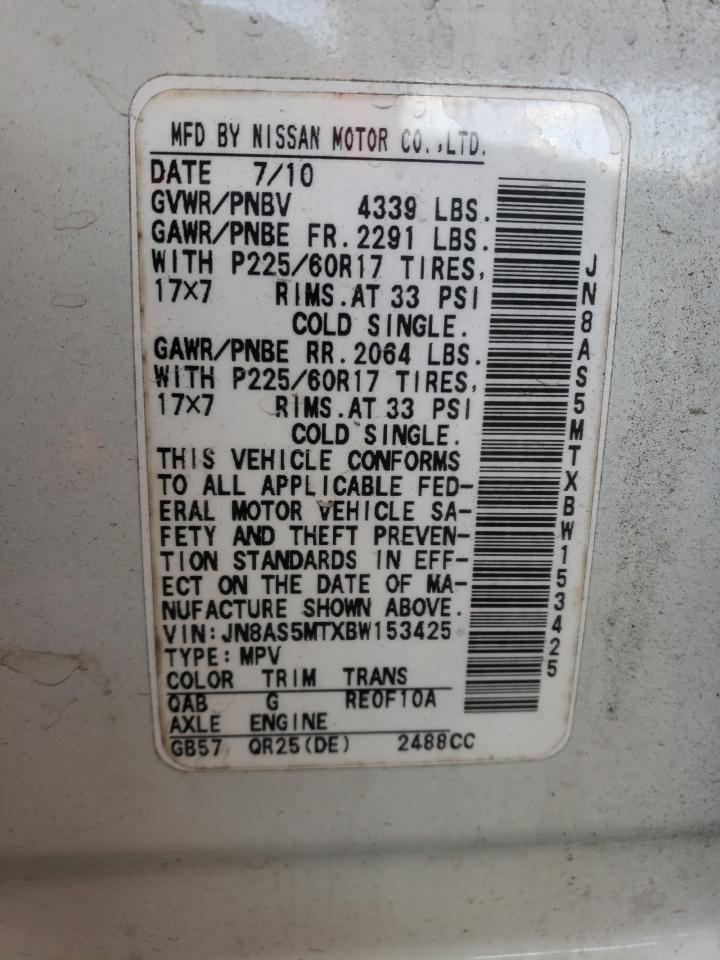 MFD BY NISSAN MOTOR CO.,LTD.
DATE 7/10
GVWR/PNBV 4339 LBS.
GAWR/PNBE FR.2291 LBS.
WITH P225/60R17 TIRES,
17×7 RIMS.AT 33 PSI
COLD SINGLE.
GAWR/PNBE RR.2064 LBS.
WITH P225/60R17 TIRES,
17×7 RIMS.AT 33 PSI
COLD SINGLE.
THIS VEHICLE CONFORMS
TO ALL APPLICABLE FED-
ERAL MOTOR VEHICLE SA-
FETY AND THEFT PREVEN-
TION STANDARDS IN EFF-
ECT ON THE DATE OF MA-
NUFACTURE SHOWN ABOVE.
VIN:JN8AS5MTXBW153425
TYPE:MPV
COLOR TRIM TRANS
QAB G RE0F10A
AXLE ENGINE
GB57 QR25(DE) 2488CC
JN8AS5MTXBW153425